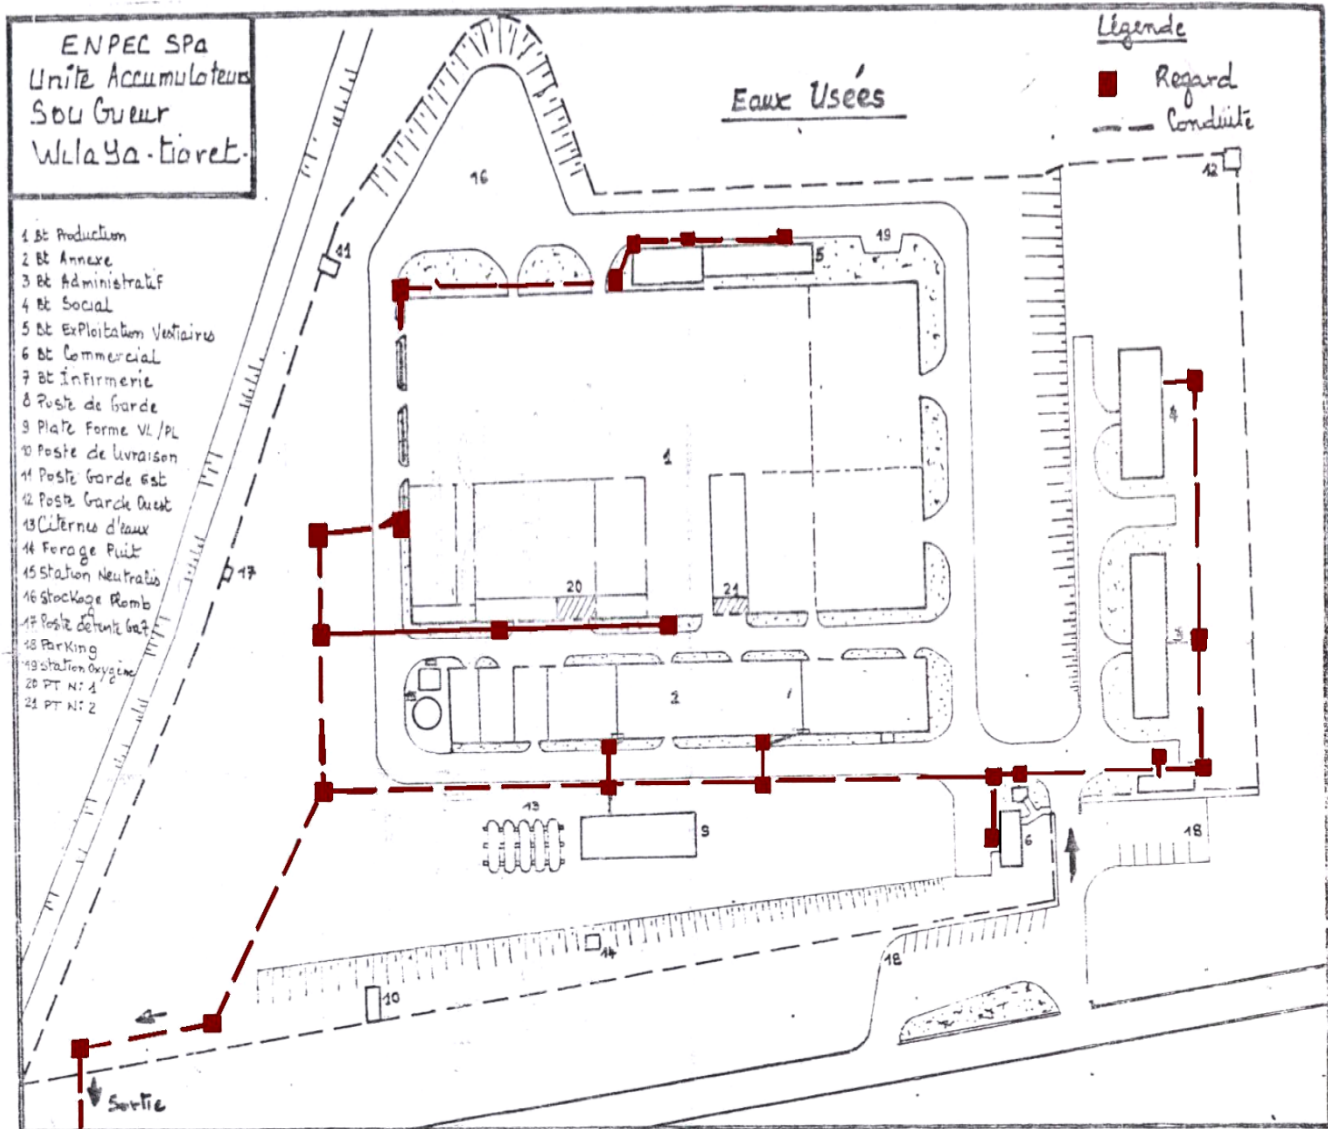 ENPEC SPa
Unité Accumulateurs
Sou Gueur
Wilaya - tiaret -
Eaux Usées
Légende
Regard
Conduite
1 Bt Production
2 Bt Annexe
3 Bt Administratif
4 Bt Social
5 Bt Exploitation Vestiaires
6 Bt Commercial
7 Bt Infirmerie
8 Poste de Garde
9 Plate Forme VL/PL
10 Poste de Livraison
11 Poste Garde Est
12 Poste Garde Ouest
13 Citernes d'eaux
14 Forage Puit
15 Station Neutralis
16 Stockage Plomb
17 Poste détente Gaz
18 Parking
19 Station Oxygène
20 PT N: 1
21 PT N: 2
16
12
11
19
5
4
1
17
20
21
3
2
13
9
6
18
14
18
10
Sortie